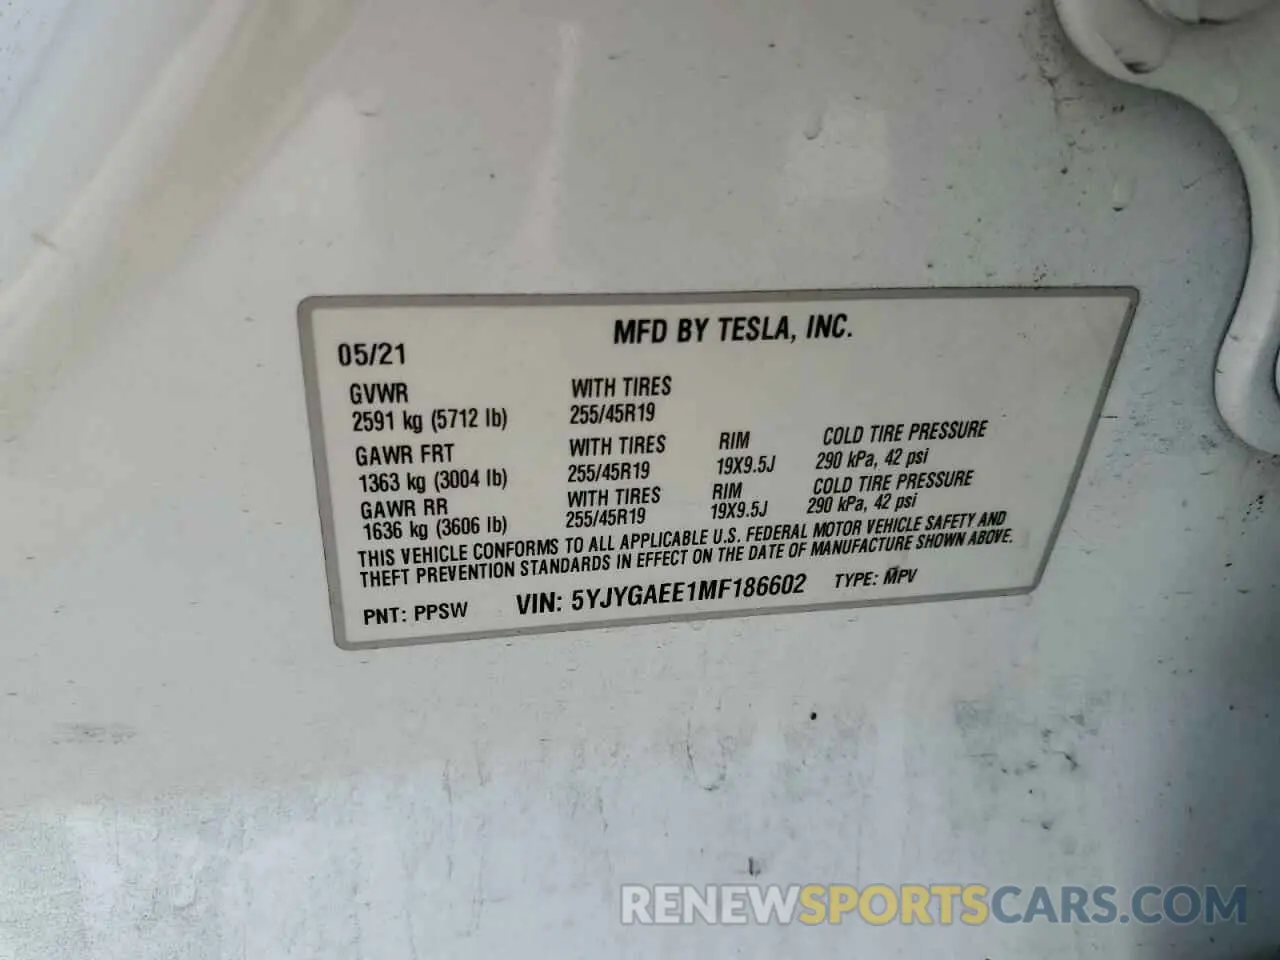 MFD BY TESLA, INC.
05/21
GVWR WITH TIRES
2591 kg (5712 lb) 255/45R19
GAWR FRT WITH TIRES RIM COLD TIRE PRESSURE
1363 kg (3004 lb) 255/45R19 19X9.5J 290 kPa, 42 psi
GAWR RR WITH TIRES RIM COLD TIRE PRESSURE
1636 kg (3606 lb) 255/45R19 19X9.5J 290 kPa, 42 psi
THIS VEHICLE CONFORMS TO ALL APPLICABLE U.S. FEDERAL MOTOR VEHICLE SAFETY AND
THEFT PREVENTION STANDARDS IN EFFECT ON THE DATE OF MANUFACTURE SHOWN ABOVE.
PNT: PPSW VIN: 5YJYGAEE1MF186602 TYPE: MPV
RENEWSPORTSCARS.COM